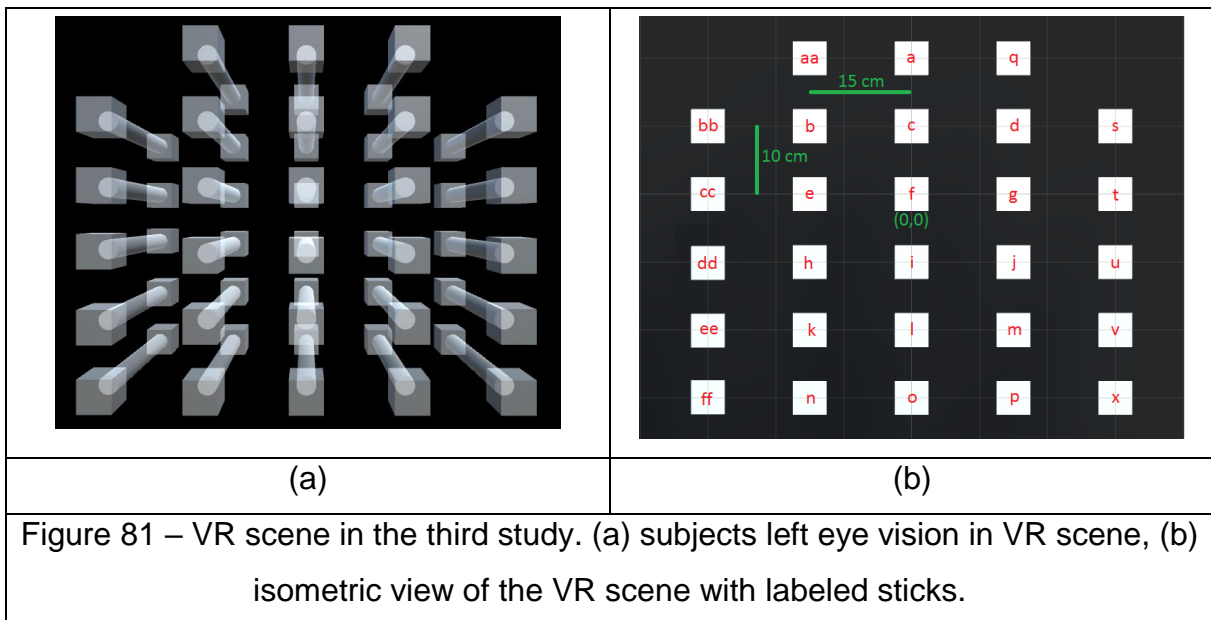 aa a q
15 cm
bb b c d s
10 cm
cc e f g t
(0,0)
dd h i j u
ee k l m v
ff n o p x
(a) (b)
Figure 81 – VR scene in the third study. (a) subjects left eye vision in VR scene, (b)
isometric view of the VR scene with labeled sticks.